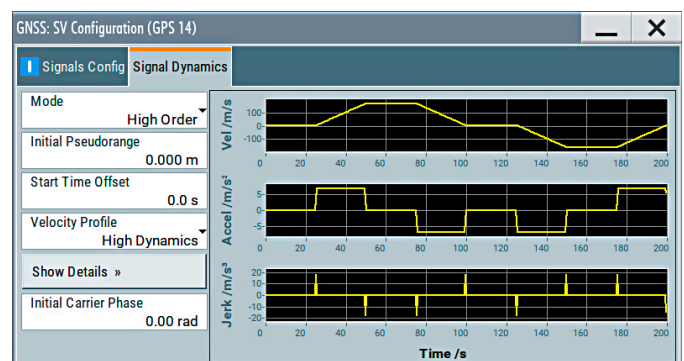 GNSS: SV Configuration (GPS 14)
Signals Config
Signal Dynamics
Mode
High Order
Initial Pseudorange
0.000 m
Start Time Offset
0.0 s
Velocity Profile
High Dynamics
Show Details »
Initial Carrier Phase
0.00 rad
Vel /m/s
100
0
-100
0 20 40 60 80 100 120 140 160 180 200
Accel /m/s²
5
0
-5
0 20 40 60 80 100 120 140 160 180 200
Jerk /m/s³
20
10
0
-10
-20
0 20 40 60 80 100 120 140 160 180 200
Time /s